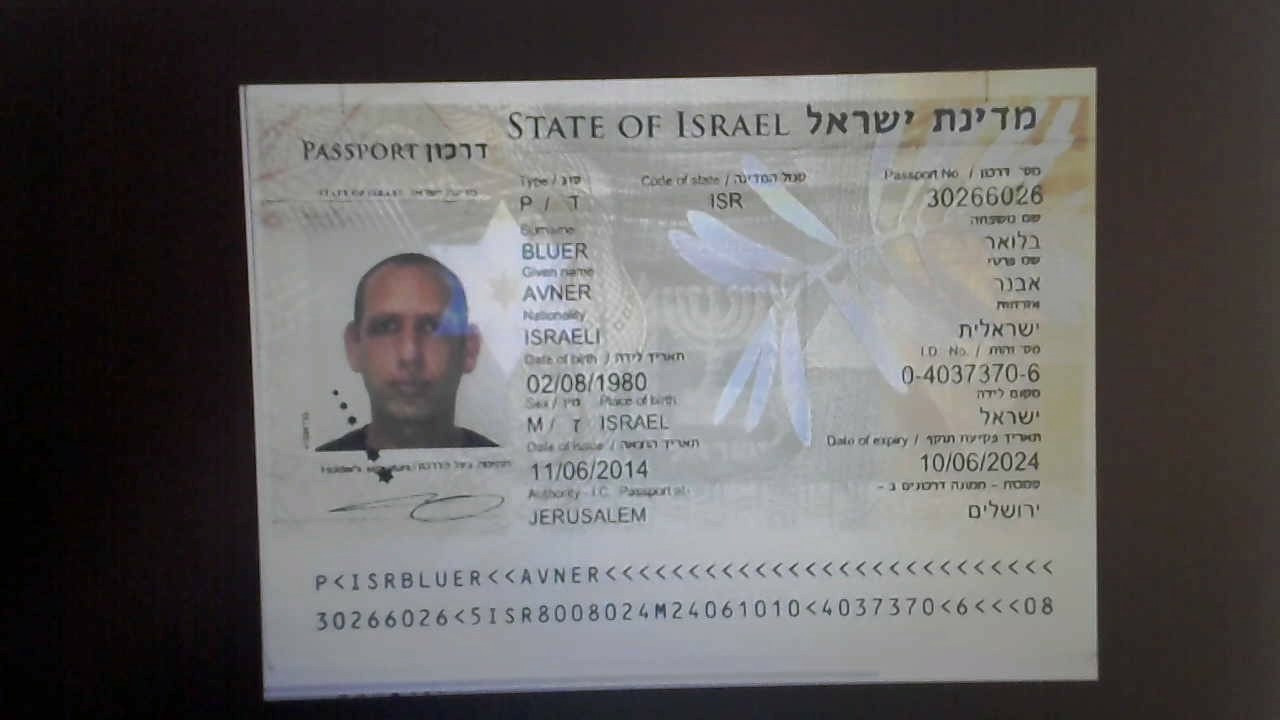 STATE OF ISRAEL מדינת ישראל
PASSPORT דרכון
Type / סוג
Code of state / סמל המדינה
Passport No. / מס' דרכון
P / ד
ISR
30266026
Surname
שם משפחה
BLUER
בלואר
Given name
שם פרטי
AVNER
אבנר
Nationality
אזרחות
ISRAELI
ישראלית
Date of birth / תאריך לידה
I.D. No. / מס' זהות
02/08/1980
0-4037370-6
Sex / מין Place of birth
מקום לידה
M / ז ISRAEL
ישראל
Date of issue / תאריך הוצאה
Date of expiry / תאריך פקיעת תוקף
11/06/2014
10/06/2024
Holder's signature / חתימת בעל הדרכון
Authority - I.C. Passport at-
סמכות - ממונה דרכונים ב -
JERUSALEM
ירושלים
P<ISRBLUER<<AVNER<<<<<<<<<<<<<<<<<<<<<<<<<<<
30266026<5ISR8008024M24061010<4037370<6<<<08